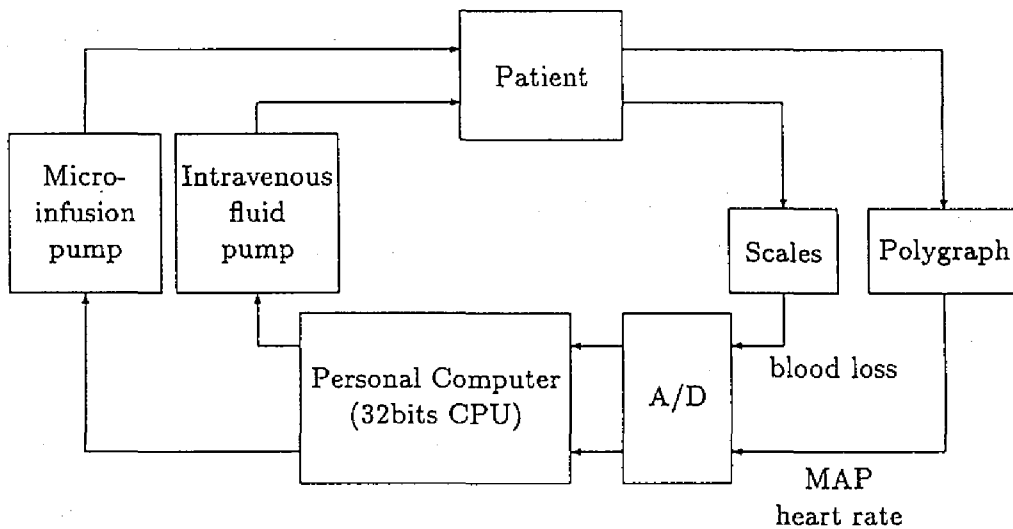 Patient
Micro-
infusion
pump
Intravenous
fluid
pump
Scales
Polygraph
Personal Computer
(32bits CPU)
A/D
blood loss
MAP
heart rate